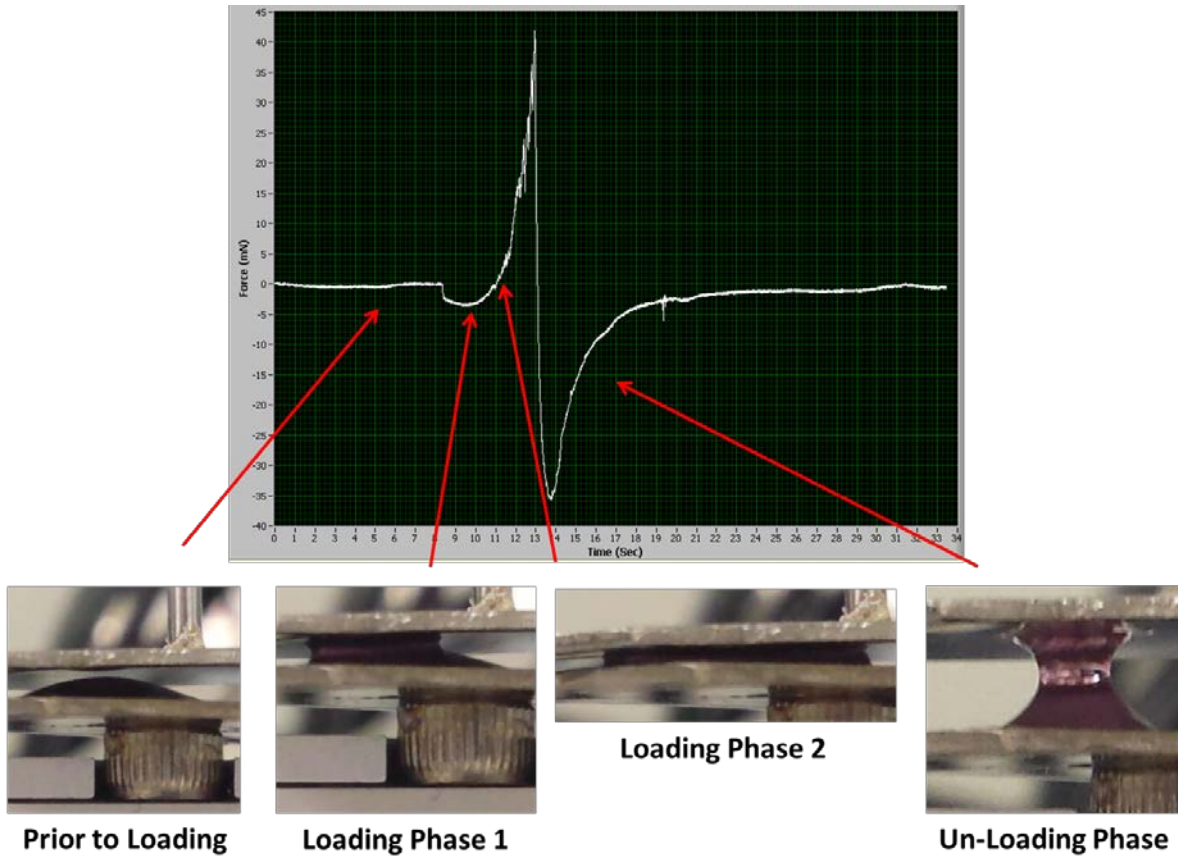 45
40
35
30
25
20
15
10
5
0
-5
-10
-15
-20
-25
-30
-35
-40
Force (mN)
0 1 2 3 4 5 6 7 8 9 10 11 12 13 14 15 16 17 18 19 20 21 22 23 24 25 26 27 28 29 30 31 32 33 34
Time (Sec)
Loading Phase 2
Prior to Loading
Loading Phase 1
Un-Loading Phase